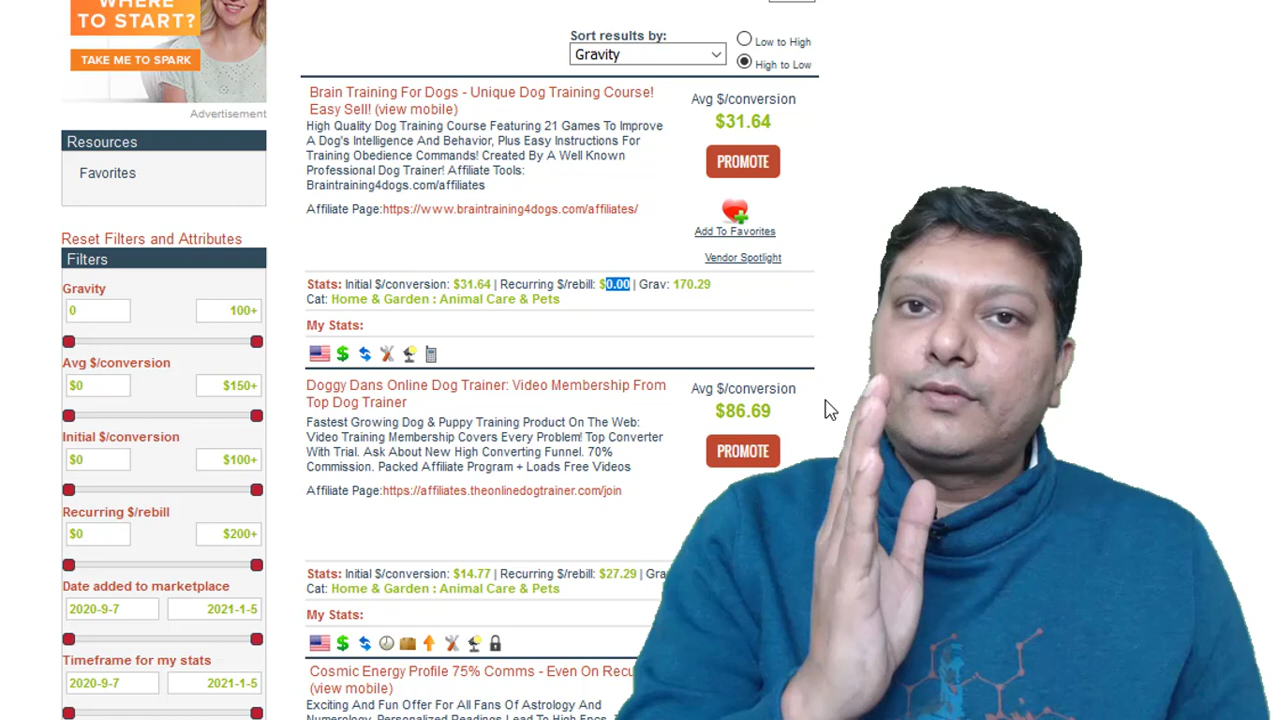 WHERE
TO START?
TAKE ME TO SPARK
Advertisement
Resources
Favorites
Reset Filters and Attributes
Filters
Gravity
0 100+
Avg $/conversion
$0 $150+
Initial $/conversion
$0 $100+
Recurring $/rebill
$0 $200+
Date added to marketplace
2020-9-7 2021-1-5
Timeframe for my stats
2020-9-7 2021-1-5
Sort results by:
Gravity
Low to High
High to Low
Brain Training For Dogs - Unique Dog Training Course!
Easy Sell! (view mobile)
High Quality Dog Training Course Featuring 21 Games To Improve
A Dog's Intelligence And Behavior, Plus Easy Instructions For
Training Obedience Commands! Created By A Well Known
Professional Dog Trainer! Affiliate Tools:
Braintraining4dogs.com/affiliates
Affiliate Page:https://www.braintraining4dogs.com/affiliates/
Avg $/conversion
$31.64
PROMOTE
Add To Favorites
Vendor Spotlight
Stats: Initial $/conversion: $31.64 | Recurring $/rebill: $0.00 | Grav: 170.29
Cat: Home & Garden : Animal Care & Pets
My Stats:
Doggy Dans Online Dog Trainer: Video Membership From
Top Dog Trainer
Fastest Growing Dog & Puppy Training Product On The Web:
Video Training Membership Covers Every Problem! Top Converter
With Trial. Ask About New High Converting Funnel. 70%
Commission. Packed Affiliate Program + Loads Free Videos
Affiliate Page:https://affiliates.theonlinedogtrainer.com/join
Avg $/conversion
$86.69
PROMOTE
Stats: Initial $/conversion: $14.77 | Recurring $/rebill: $27.29 |
Cat: Home & Garden : Animal Care & Pets
My Stats:
Cosmic Energy Profile 75% Comms - Even On
(view mobile)
Exciting And Fun Offer For All Fans Of Astrology And